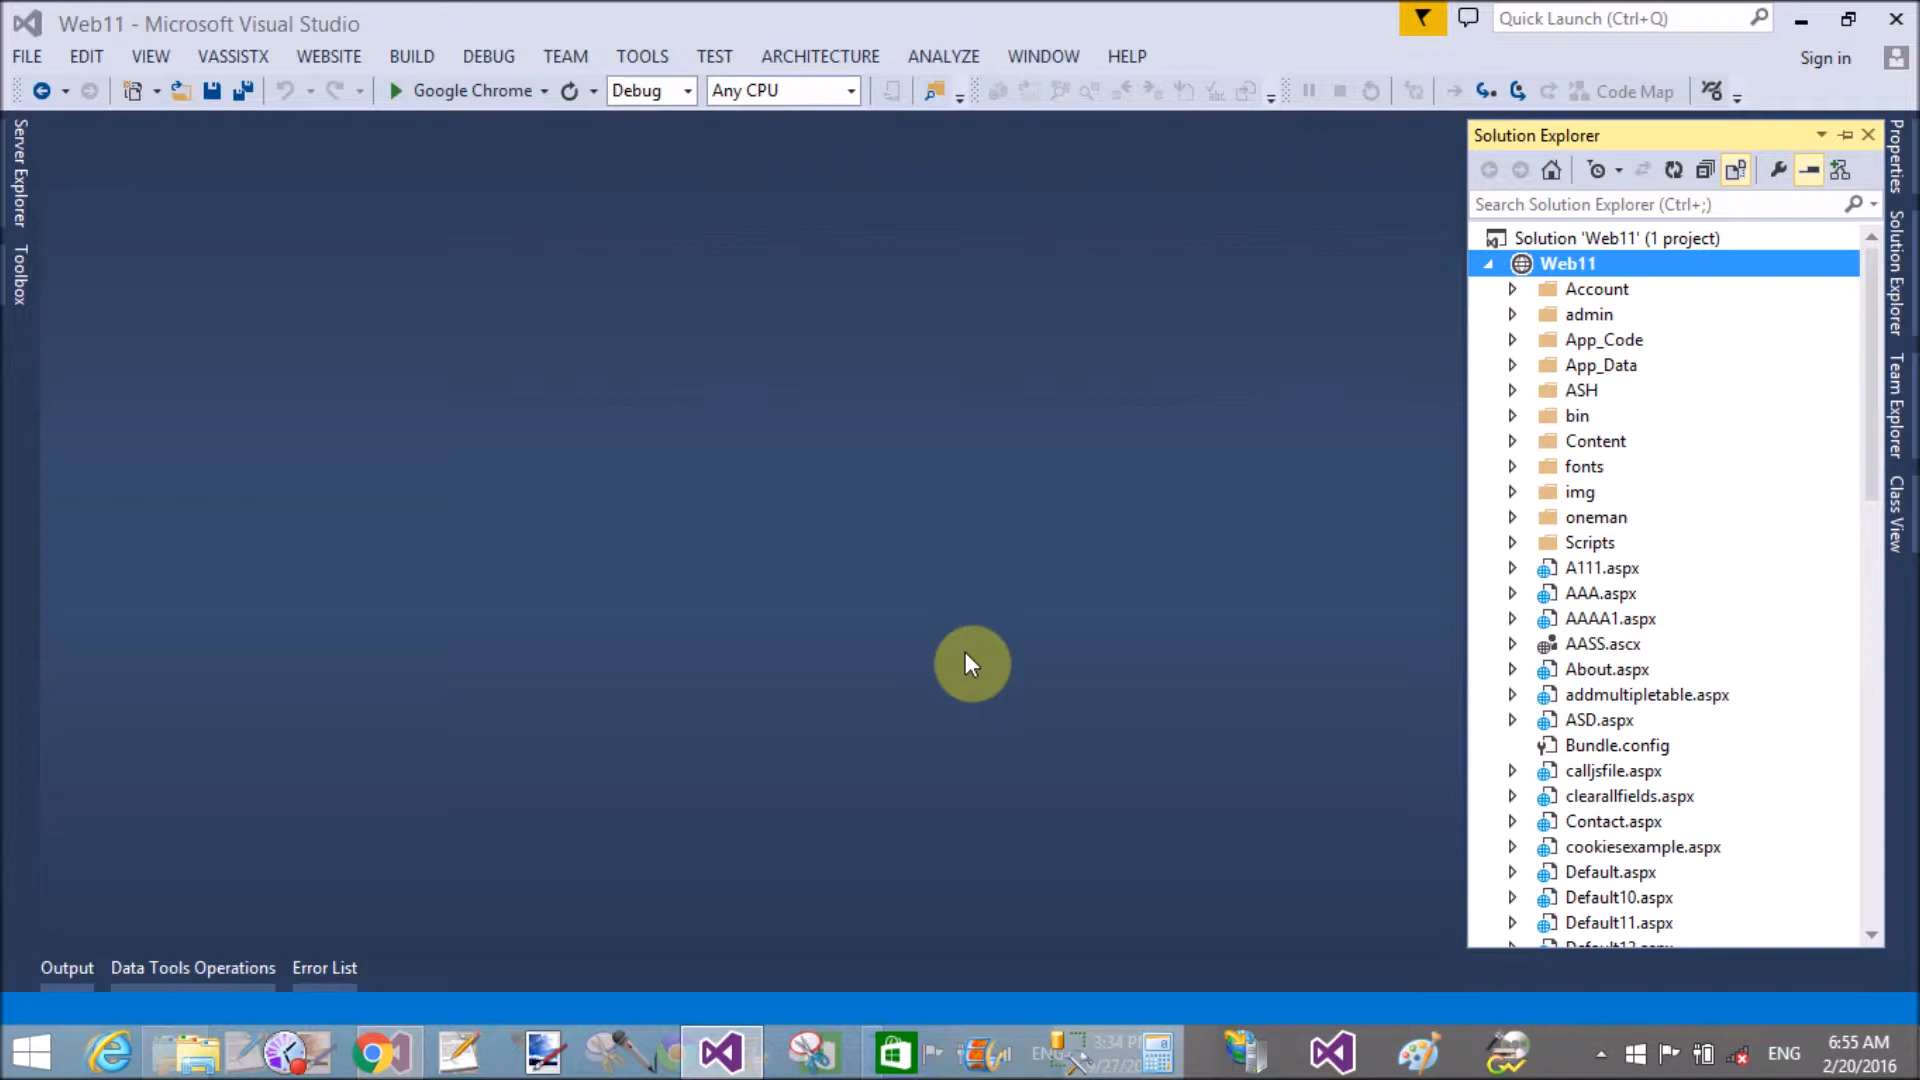 Web11 - Microsoft Visual Studio
Quick Launch (Ctrl+Q)
FILE EDIT VIEW VASSISTX WEBSITE BUILD DEBUG TEAM TOOLS TEST ARCHITECTURE ANALYZE WINDOW HELP
Sign in
Google Chrome Debug Any CPU Code Map
Server Explorer
Toolbox
Solution Explorer
Search Solution Explorer (Ctrl+;)
Solution 'Web11' (1 project)
Web11
Account
admin
App_Code
App_Data
ASH
bin
Content
fonts
img
oneman
Scripts
A111.aspx
AAA.aspx
AAAA1.aspx
AASS.ascx
About.aspx
addmultipletable.aspx
ASD.aspx
Bundle.config
calljsfile.aspx
clearallfields.aspx
Contact.aspx
cookiesexample.aspx
Default.aspx
Default10.aspx
Default11.aspx
Properties
Solution Explorer
Team Explorer
Class View
Output Data Tools Operations Error List
ENG
6:55 AM
2/20/2016